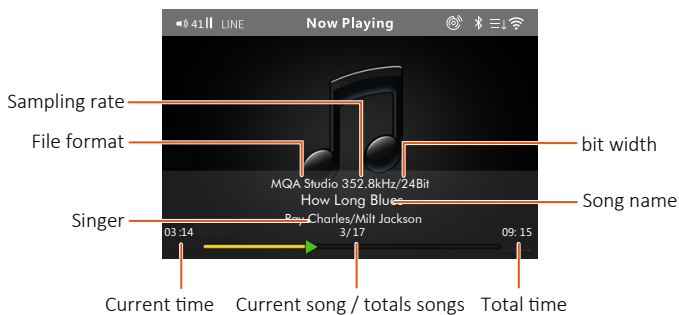 41 LINE Now Playing
Sampling rate
File format
bit width
MQA Studio 352.8kHz/24Bit
How Long Blues
Song name
Singer
Ray Charles/Milt Jackson
03:14 3/17 09:15
Current time Current song / totals songs Total time